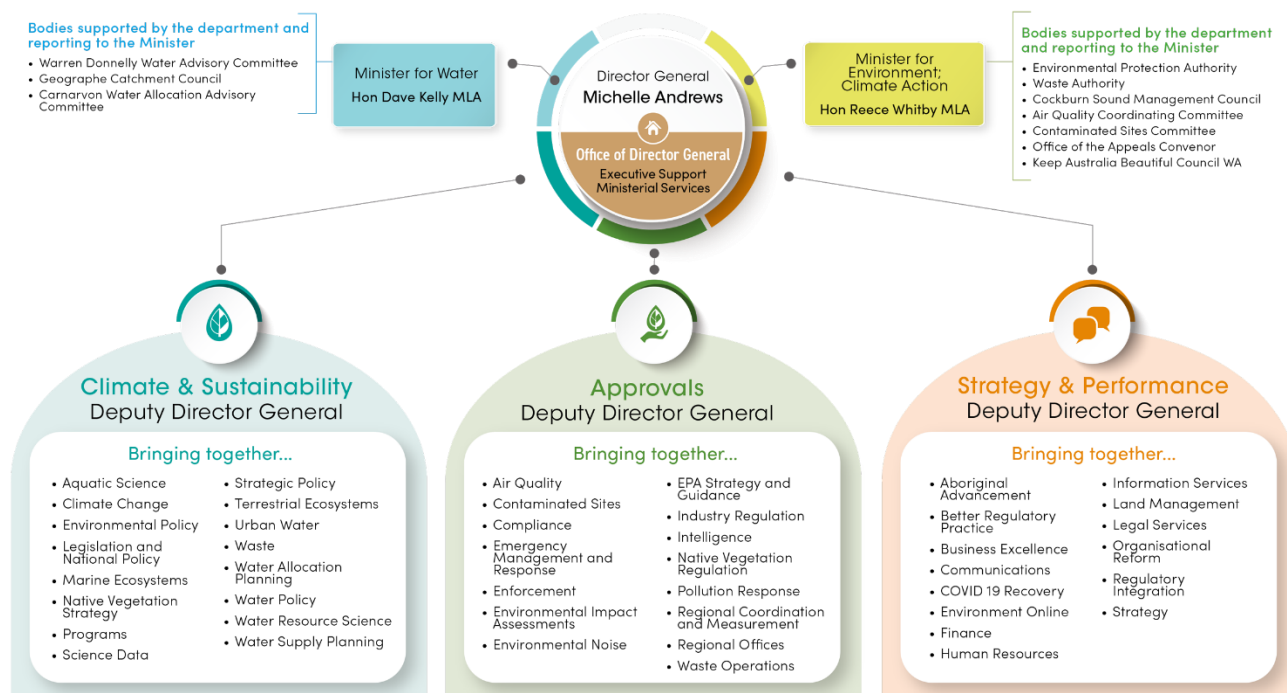 Bodies supported by the department and
reporting to the Minister
• Warren Donnelly Water Advisory Committee
• Geographe Catchment Council
• Carnarvon Water Allocation Advisory
Committee
Minister for Water
Hon Dave Kelly MLA
Director General
Michelle Andrews
Office of Director General
Executive Support
Ministerial Services
Minister for
Environment;
Climate Action
Hon Reece Whitby MLA
Bodies supported by the department
and reporting to the Minister
• Environmental Protection Authority
• Waste Authority
• Cockburn Sound Management Council
• Air Quality Coordinating Committee
• Contaminated Sites Committee
• Office of the Appeals Convenor
• Keep Australia Beautiful Council WA
Climate & Sustainability
Deputy Director General
Bringing together...
• Aquatic Science
• Climate Change
• Environmental Policy
• Legislation and
National Policy
• Marine Ecosystems
• Native Vegetation
Strategy
• Programs
• Science Data
• Strategic Policy
• Terrestrial Ecosystems
• Urban Water
• Waste
• Water Allocation
Planning
• Water Policy
• Water Resource Science
• Water Supply Planning
Approvals
Deputy Director General
Bringing together...
• Air Quality
• Contaminated Sites
• Compliance
• Emergency
Management and
Response
• Enforcement
• Environmental Impact
Assessments
• Environmental Noise
• EPA Strategy and
Guidance
• Industry Regulation
• Intelligence
• Native Vegetation
Regulation
• Pollution Response
• Regional Coordination
and Measurement
• Regional Offices
• Waste Operations
Strategy & Performance
Deputy Director General
Bringing together...
• Aboriginal
Advancement
• Better Regulatory
Practice
• Business Excellence
• Communications
• COVID 19 Recovery
• Environment Online
• Finance
• Human Resources
• Information Services
• Land Management
• Legal Services
• Organisational
Reform
• Regulatory
Integration
• Strategy